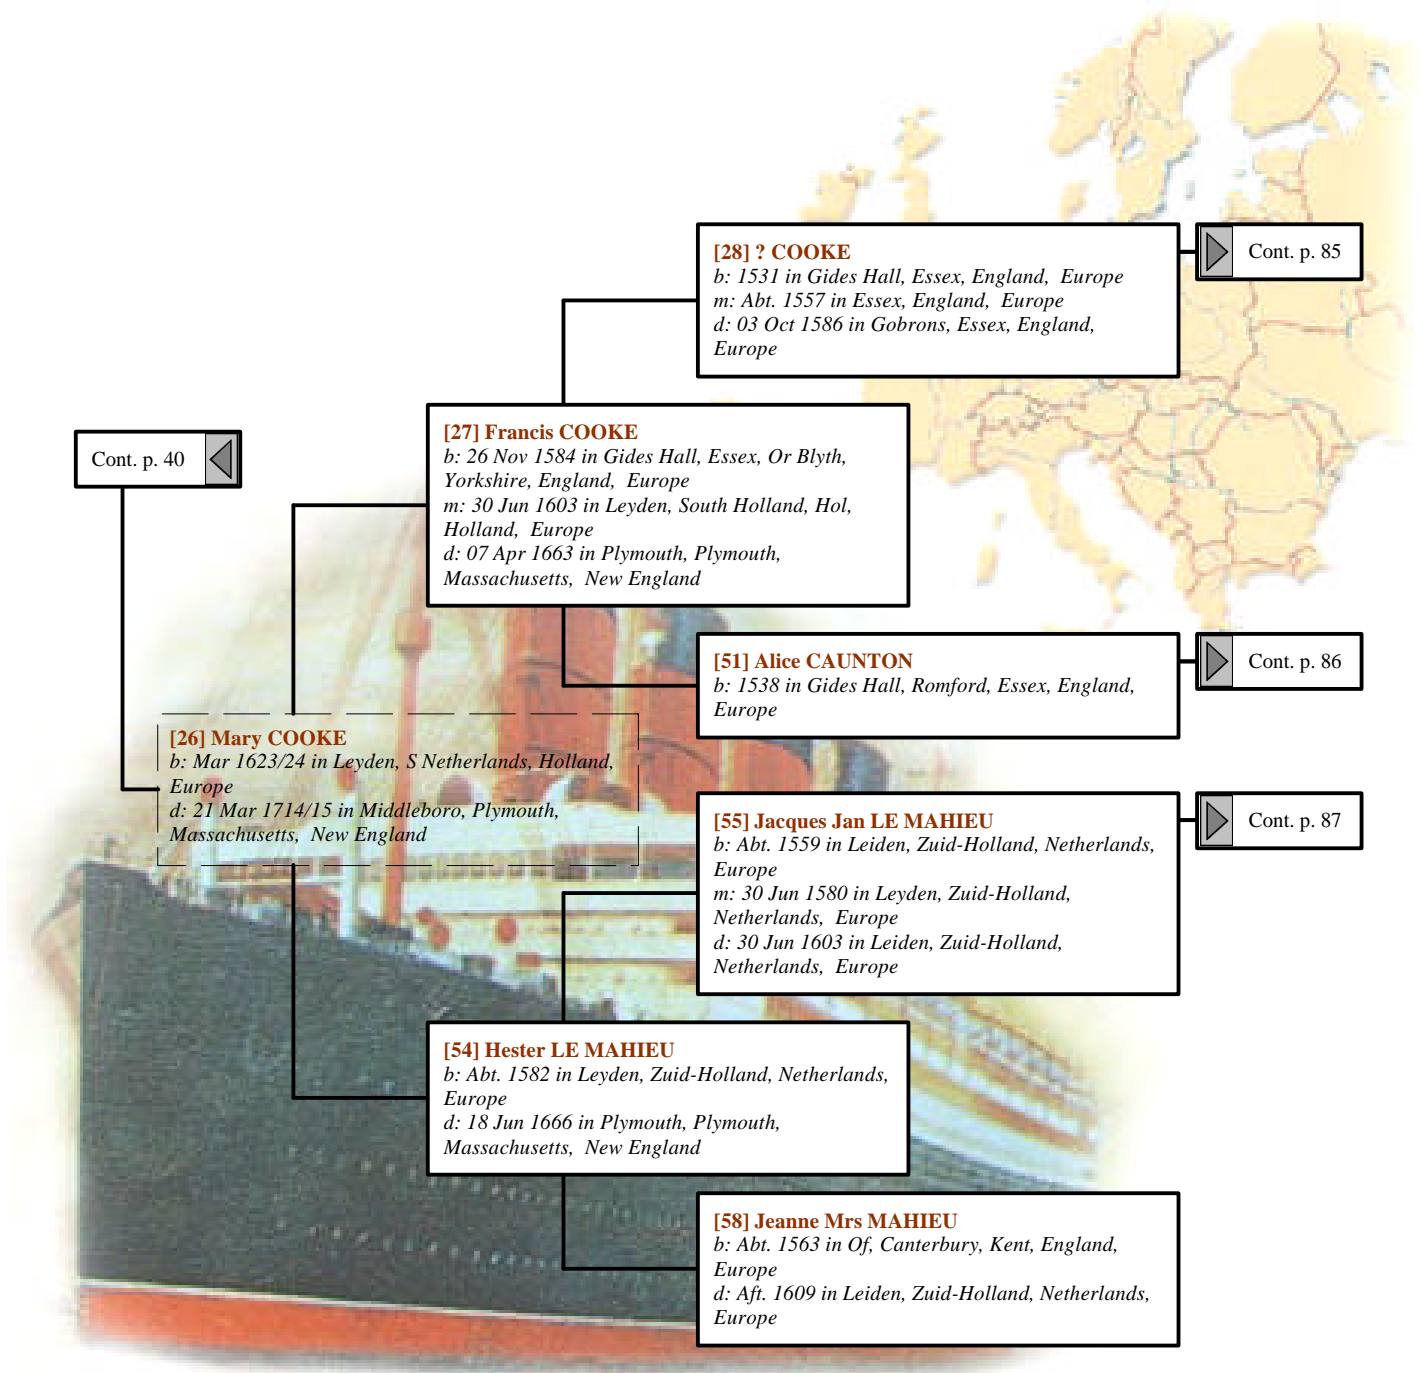 [28] ? COOKE
b: 1531 in Gides Hall, Essex, England, Europe
m: Abt. 1557 in Essex, England, Europe
d: 03 Oct 1586 in Gobrons, Essex, England,
Europe
Cont. p. 85
[27] Francis COOKE
b: 26 Nov 1584 in Gides Hall, Essex, Or Blyth,
Yorkshire, England, Europe
m: 30 Jun 1603 in Leyden, South Holland, Hol,
Holland, Europe
d: 07 Apr 1663 in Plymouth, Plymouth,
Massachusetts, New England
Cont. p. 40
[51] Alice CAUNTON
b: 1538 in Gides Hall, Romford, Essex, England,
Europe
Cont. p. 86
[26] Mary COOKE
b: Mar 1623/24 in Leyden, S Netherlands, Holland,
Europe
d: 21 Mar 1714/15 in Middleboro, Plymouth,
Massachusetts, New England
[55] Jacques Jan LE MAHIEU
b: Abt. 1559 in Leiden, Zuid-Holland, Netherlands,
Europe
m: 30 Jun 1580 in Leyden, Zuid-Holland,
Netherlands, Europe
d: 30 Jun 1603 in Leiden, Zuid-Holland,
Netherlands, Europe
Cont. p. 87
[54] Hester LE MAHIEU
b: Abt. 1582 in Leyden, Zuid-Holland, Netherlands,
Europe
d: 18 Jun 1666 in Plymouth, Plymouth,
Massachusetts, New England
[58] Jeanne Mrs MAHIEU
b: Abt. 1563 in Of, Canterbury, Kent, England,
Europe
d: Aft. 1609 in Leiden, Zuid-Holland, Netherlands,
Europe